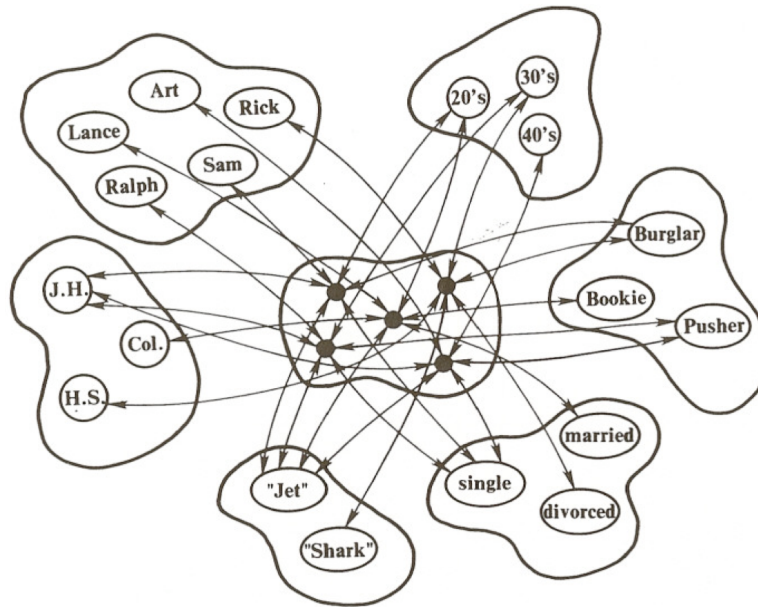 Art
Rick
Lance
Sam
Ralph
20's
30's
40's
Burglar
Bookie
Pusher
J.H.
Col.
H.S.
"Jet"
"Shark"
married
single
divorced